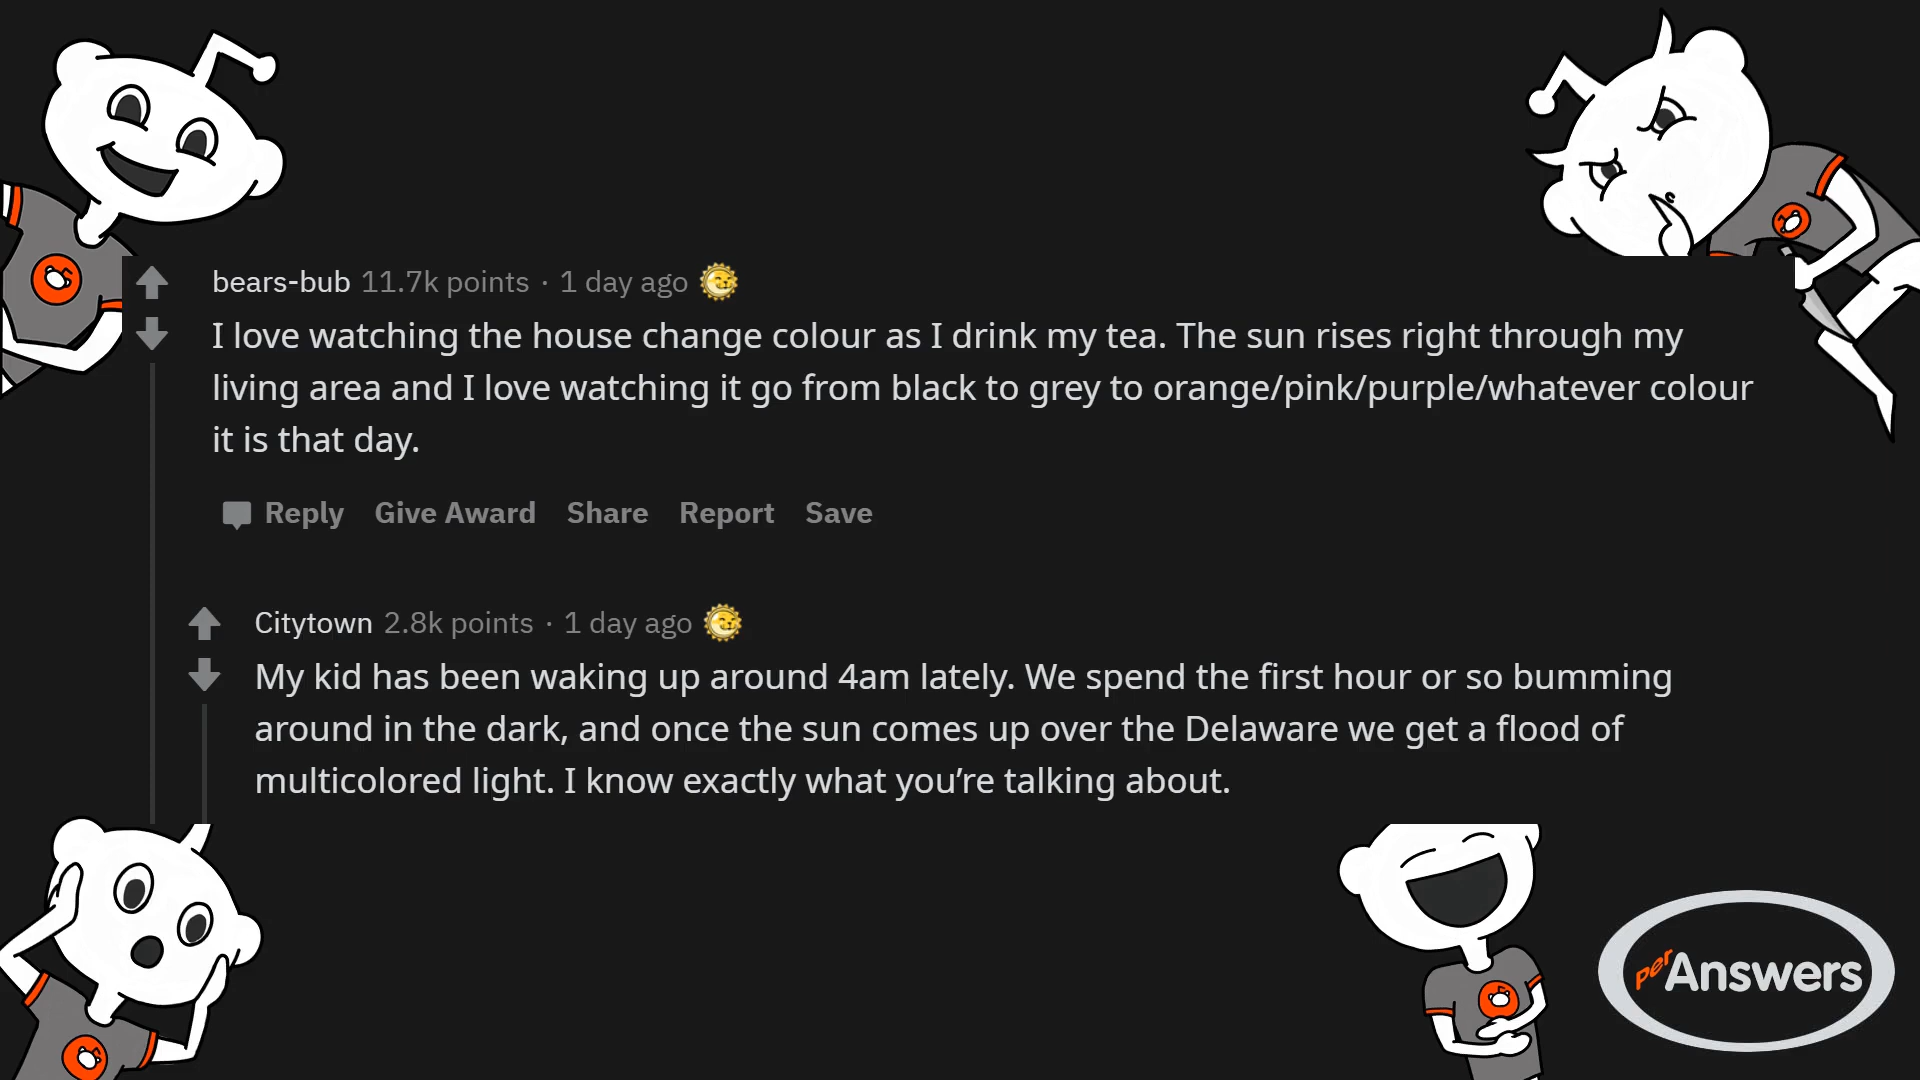 bears-bub 11.7k points · 1 day ago
I love watching the house change colour as I drink my tea. The sun rises right through my
living area and I love watching it go from black to grey to orange/pink/purple/whatever colour
it is that day.
Reply Give Award Share Report Save
Citytown 2.8k points · 1 day ago
My kid has been waking up around 4am lately. We spend the first hour or so bumming
around in the dark, and once the sun comes up over the Delaware we get a flood of
multicolored light. I know exactly what you’re talking about.
perAnswers